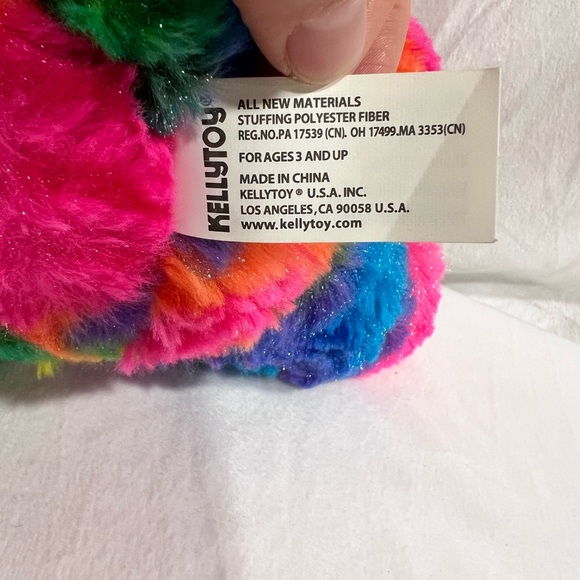 KELLYTOY®
ALL NEW MATERIALS
STUFFING POLYESTER FIBER
REG.NO.PA 17539 (CN). OH 17499.MA 3353(CN)
FOR AGES 3 AND UP
MADE IN CHINA
KELLYTOY ® U.S.A. INC.
LOS ANGELES, CA 90058 U.S.A.
www.kellytoy.com